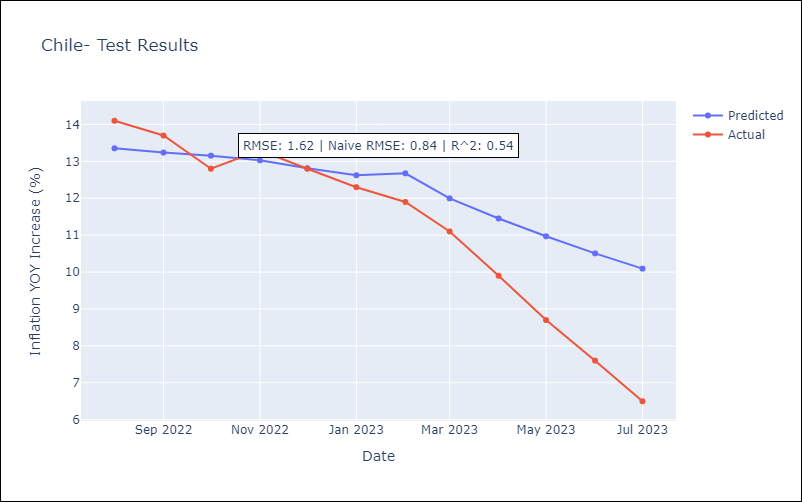 Chile- Test Results
Predicted
Actual
RMSE: 1.62 | Naive RMSE: 0.84 | R^2: 0.54
Inflation YOY Increase (%)
14
13
12
11
10
9
8
7
6
Sep 2022 Nov 2022 Jan 2023 Mar 2023 May 2023 Jul 2023
Date